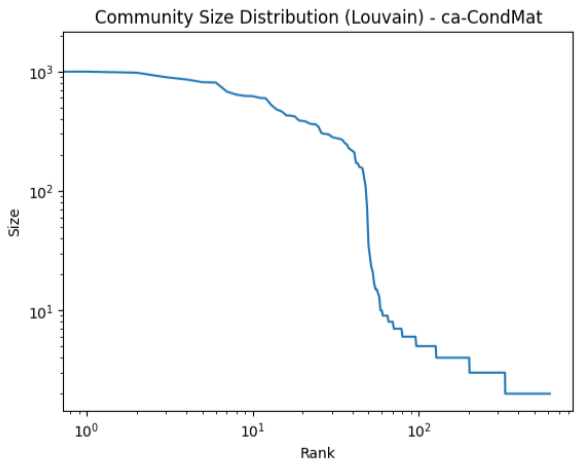 Community Size Distribution (Louvain) - ca-CondMat
Size
10³
10²
10¹
10⁰ 10¹ 10²
Rank